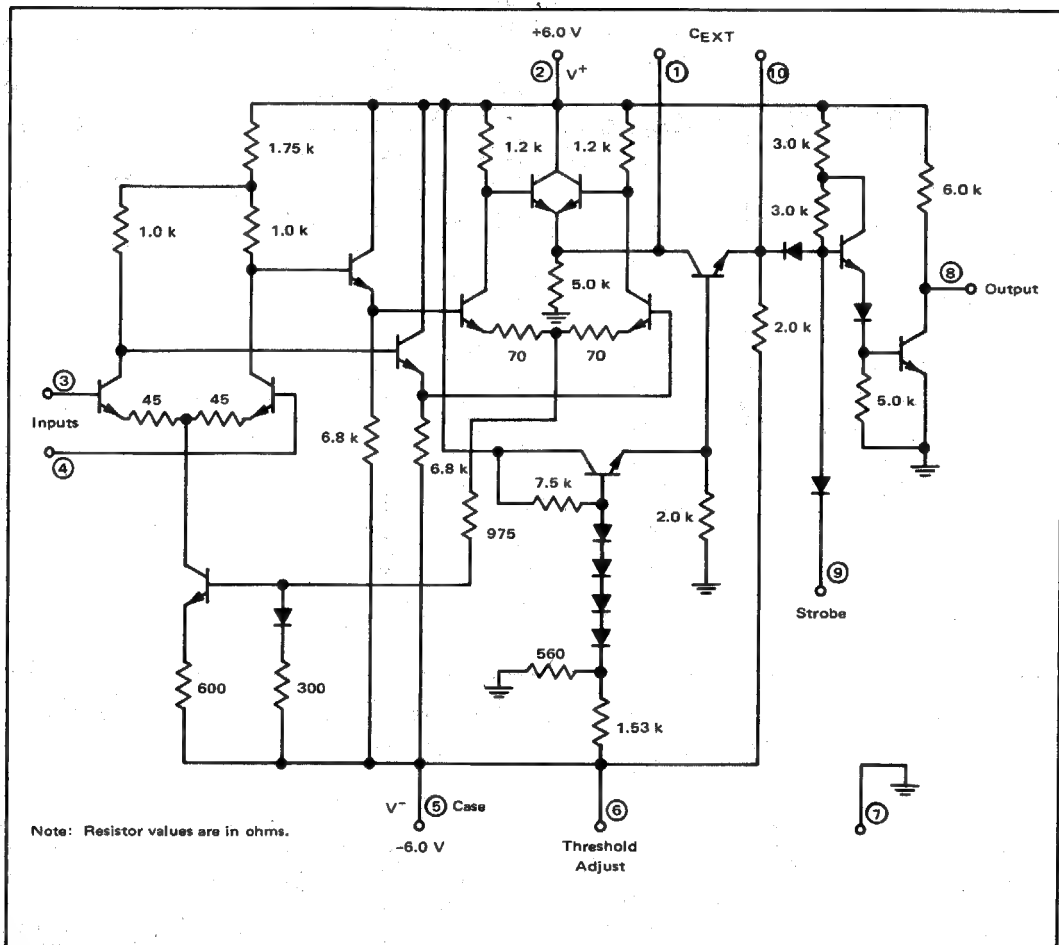 +6.0 V
CEXT
② V+
①
⑩
1.75 k
1.2 k
1.2 k
3.0 k
6.0 k
1.0 k
1.0 k
3.0 k
5.0 k
⑧
Output
2.0 k
70
70
③
45
45
5.0 k
Inputs
④
6.8 k
6.8 k
7.5 k
2.0 k
975
⑨
Strobe
560
600
300
1.53 k
V− ⑤ Case
⑥
⑦
Note: Resistor values are in ohms.
−6.0 V
Threshold
Adjust